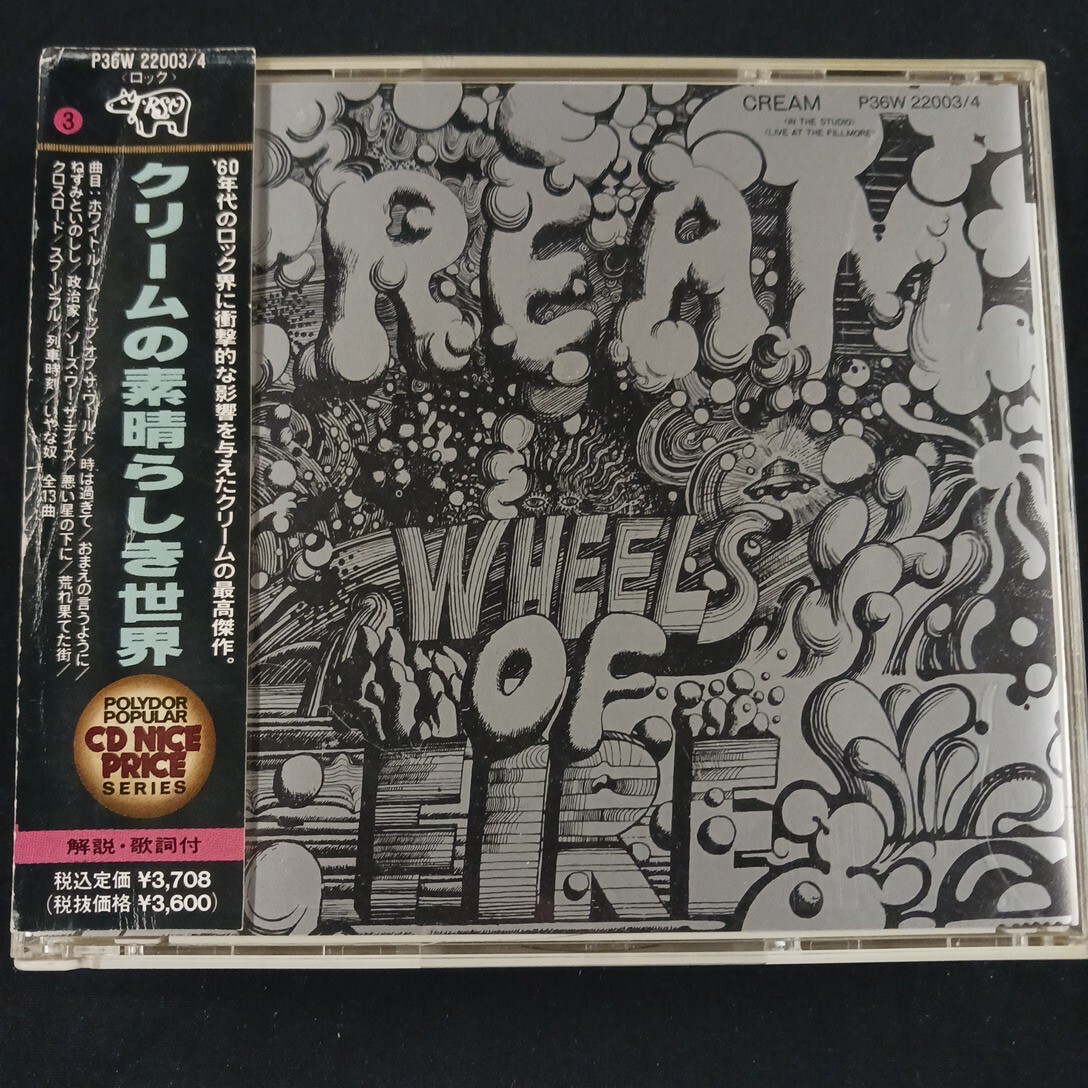 P36W 22003/4
〈ロック〉
RSO
3
'60年代のロック界に衝撃的な影響を与えたクリームの最高傑作。
クリームの素晴らしき世界
曲目：ホワイト・ルーム/トップ・オブ・ザ・ワールド/時は過ぎて/おまえの言うように/
ねずみといのしし/政治家/ソーズ・ワー・ザ・デイズ/悪い星の下に/荒れ果てた街/
クロスロード/スプーンフル/列車時刻/いやな奴 全13曲
POLYDOR
POPULAR
CD NICE
PRICE
SERIES
解説・歌詞付
税込定価 ¥3,708
(税抜価格 ¥3,600)
CREAM P36W 22003/4
〈IN THE STUDIO〉
〈LIVE AT THE FILLMORE〉
REAM
WHEELS
OF
FIRE